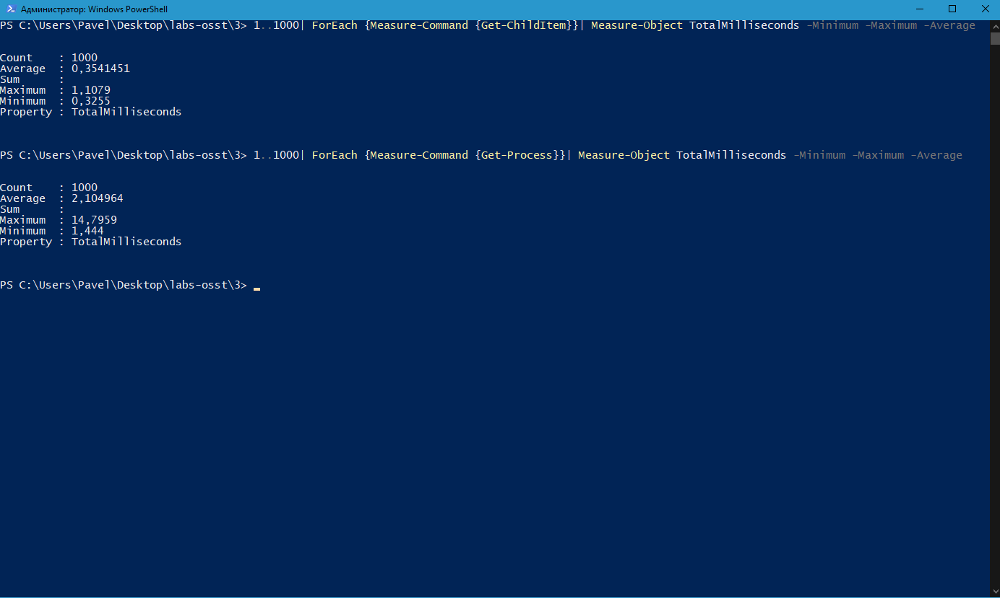 Администратор: Windows PowerShell
PS C:\Users\Pavel\Desktop\labs-osst\3> 1..1000| ForEach {Measure-Command {Get-ChildItem}}| Measure-Object TotalMilliseconds -Minimum -Maximum -Average
Count    : 1000
Average  : 0,3541451
Sum      :
Maximum  : 1,1079
Minimum  : 0,3255
Property : TotalMilliseconds
PS C:\Users\Pavel\Desktop\labs-osst\3> 1..1000| ForEach {Measure-Command {Get-Process}}| Measure-Object TotalMilliseconds -Minimum -Maximum -Average
Count    : 1000
Average  : 2,104964
Sum      :
Maximum  : 14,7959
Minimum  : 1,444
Property : TotalMilliseconds
PS C:\Users\Pavel\Desktop\labs-osst\3>